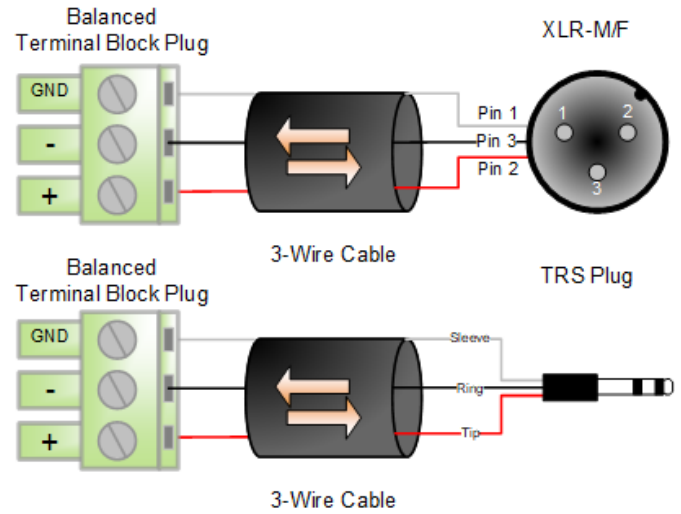 Balanced
Terminal Block Plug
XLR-M/F
GND
-
+
Pin 1
Pin 3
Pin 2
1
2
3
3-Wire Cable
Balanced
Terminal Block Plug
TRS Plug
GND
-
+
Sleeve
Ring
Tip
3-Wire Cable